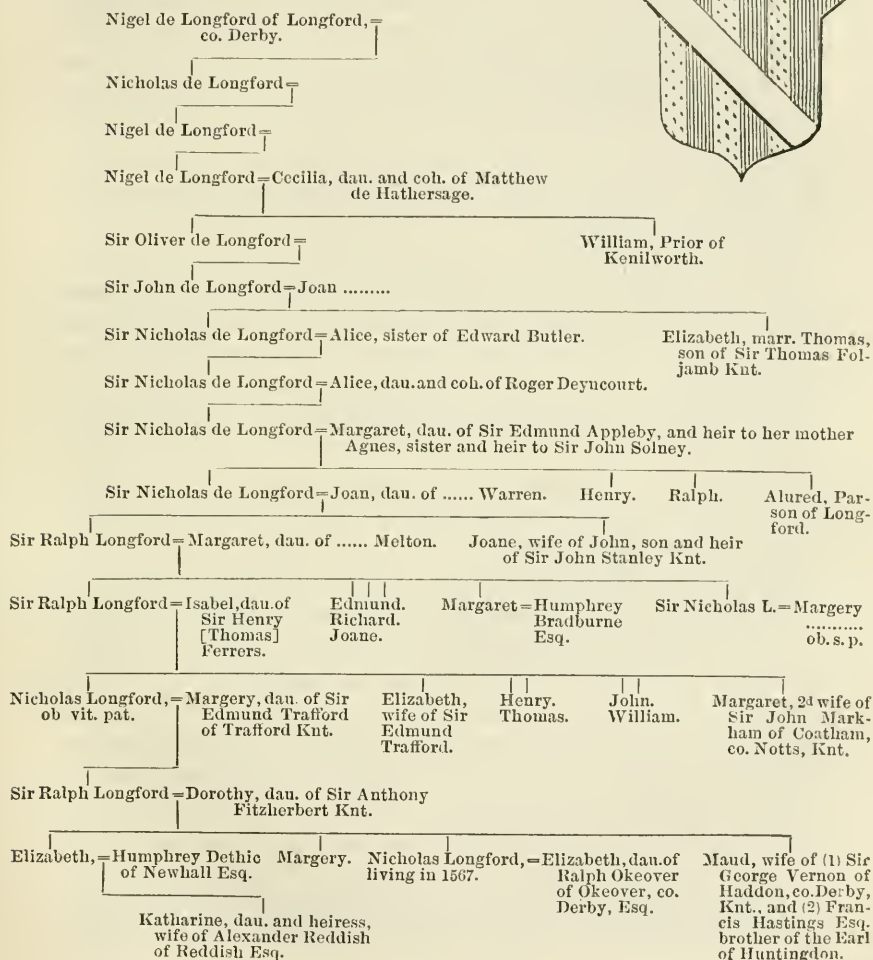 Nigel de Longford of Longford,=
co. Derby.
Nicholas de Longford=
Nigel de Longford=
Nigel de Longford=Cecilia, dau. and coh. of Matthew
de Hathersage.
Sir Oliver de Longford=
William, Prior of
Kenilworth.
Sir John de Longford=Joan .........
Sir Nicholas de Longford=Alice, sister of Edward Butler.
Elizabeth, marr. Thomas,
son of Sir Thomas Fol-
jamb Knt.
Sir Nicholas de Longford=Alice, dau. and coh. of Roger Deyncourt.
Sir Nicholas de Longford=Margaret, dau. of Sir Edmund Appleby, and heir to her mother
Agnes, sister and heir to Sir John Solney.
Sir Nicholas de Longford=Joan, dau. of ...... Warren.
Henry.
Ralph.
Alured, Par-
son of Long-
ford.
Sir Ralph Longford=Margaret, dau. of ...... Melton.
Joane, wife of John, son and heir
of Sir John Stanley Knt.
Sir Ralph Longford=Isabel, dau. of
Sir Henry
[Thomas]
Ferrers.
Edmund.
Richard.
Joane.
Margaret=Humphrey
Bradburne
Esq.
Sir Nicholas L.=Margery
..........
ob. s. p.
Nicholas Longford,=Margery, dau. of Sir
ob vit. pat. Edmund Trafford
of Trafford Knt.
Elizabeth,
wife of Sir
Edmund
Trafford.
Henry.
Thomas.
John.
William.
Margaret, 2d wife of
Sir John Mark-
ham of Coatham,
co. Notts, Knt.
Sir Ralph Longford=Dorothy, dau. of Sir Anthony
Fitzherbert Knt.
Elizabeth,=Humphrey Dethic
of Newhall Esq.
Margery.
Nicholas Longford,=Elizabeth, dau. of
living in 1567. Ralph Okeover
of Okeover, co.
Derby, Esq.
Maud, wife of (1) Sir
George Vernon of
Haddon, co. Derby,
Knt., and (2) Fran-
cis Hastings Esq.
brother of the Earl
of Huntingdon.
Katharine, dau. and heiress,
wife of Alexander Reddish
of Reddish Esq.